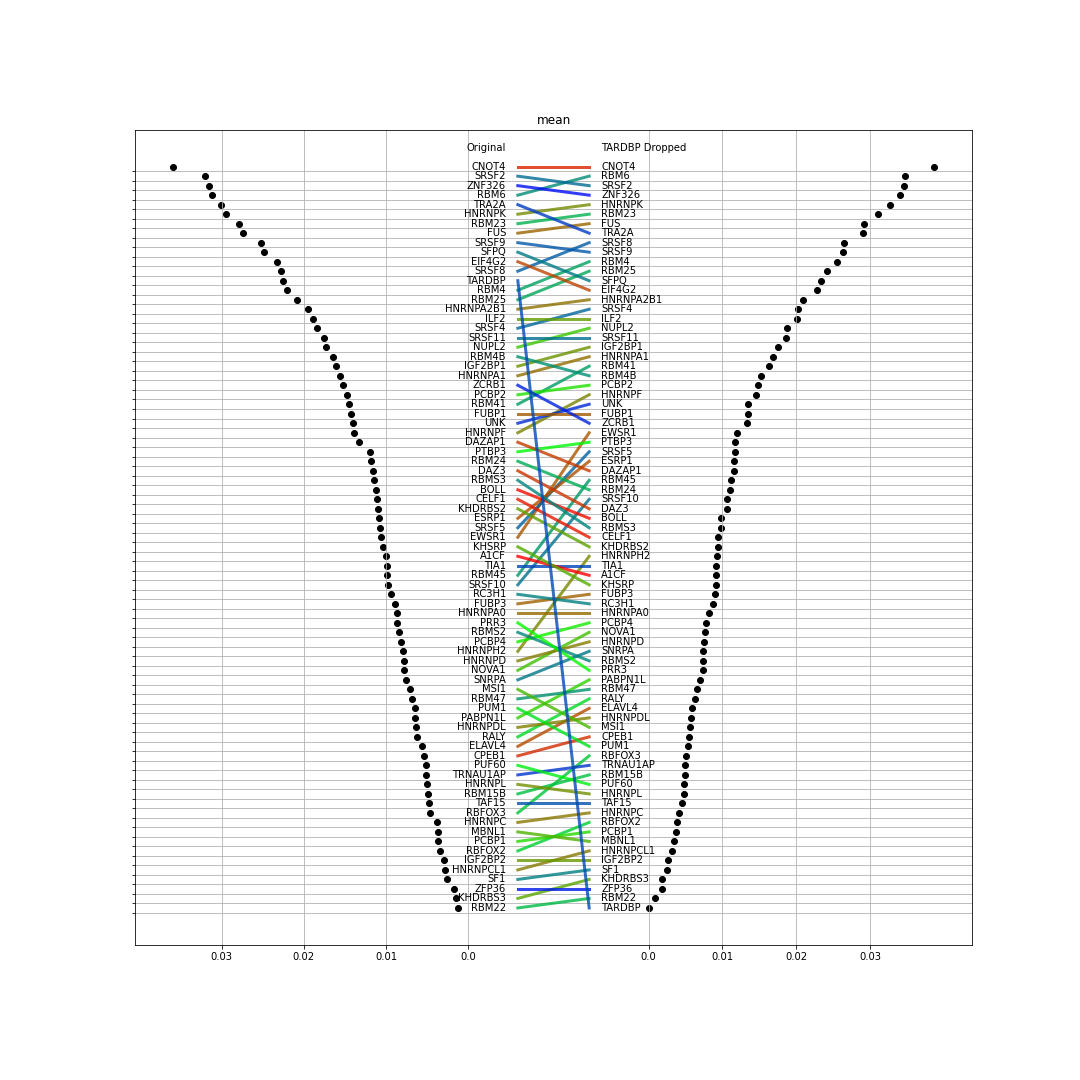 mean
Original TARDBP Dropped
CNOT4 CNOT4
SRSF2 RBM6
ZNF326 SRSF2
RBM6 ZNF326
TRA2A HNRNPK
HNRNPK RBM23
RBM23 FUS
FUS TRA2A
SRSF9 SRSF8
SFPQ SRSF9
EIF4G2 RBM4
SRSF8 RBM25
TARDBP SFPQ
RBM4 EIF4G2
RBM25 HNRNPA2B1
HNRNPA2B1 SRSF4
ILF2 ILF2
SRSF4 NUPL2
SRSF11 SRSF11
NUPL2 IGF2BP1
RBM4B HNRNPA1
IGF2BP1 RBM41
HNRNPA1 RBM4B
ZCRB1 PCBP2
PCBP2 HNRNPF
RBM41 UNK
FUBP1 FUBP1
UNK ZCRB1
HNRNPF EWSR1
DAZAP1 PTBP3
PTBP3 SRSF5
RBM24 ESRP1
DAZ3 DAZAP1
RBMS3 RBM45
BOLL RBM24
CELF1 SRSF10
KHDRBS2 DAZ3
ESRP1 BOLL
SRSF5 RBMS3
EWSR1 CELF1
KHSRP KHDRBS2
A1CF HNRNPH2
TIA1 TIA1
RBM45 A1CF
SRSF10 KHSRP
RC3H1 FUBP3
FUBP3 RC3H1
HNRNPA0 HNRNPA0
PRR3 PCBP4
RBMS2 NOVA1
PCBP4 HNRNPD
HNRNPH2 SNRPA
HNRNPD RBMS2
NOVA1 PRR3
SNRPA PABPN1L
MSI1 RBM47
RBM47 RALY
PUM1 ELAVL4
PABPN1L HNRNPDL
HNRNPDL MSI1
RALY CPEB1
ELAVL4 PUM1
CPEB1 RBFOX3
PUF60 TRNAU1AP
TRNAU1AP RBM15B
HNRNPL PUF60
RBM15B HNRNPL
TAF15 TAF15
RBFOX3 HNRNPC
HNRNPC RBFOX2
MBNL1 PCBP1
PCBP1 MBNL1
RBFOX2 HNRNPCL1
IGF2BP2 IGF2BP2
HNRNPCL1 SF1
SF1 KHDRBS3
ZFP36 ZFP36
KHDRBS3 RBM22
RBM22 TARDBP
0.03 0.02 0.01 0.0 0.0 0.01 0.02 0.03